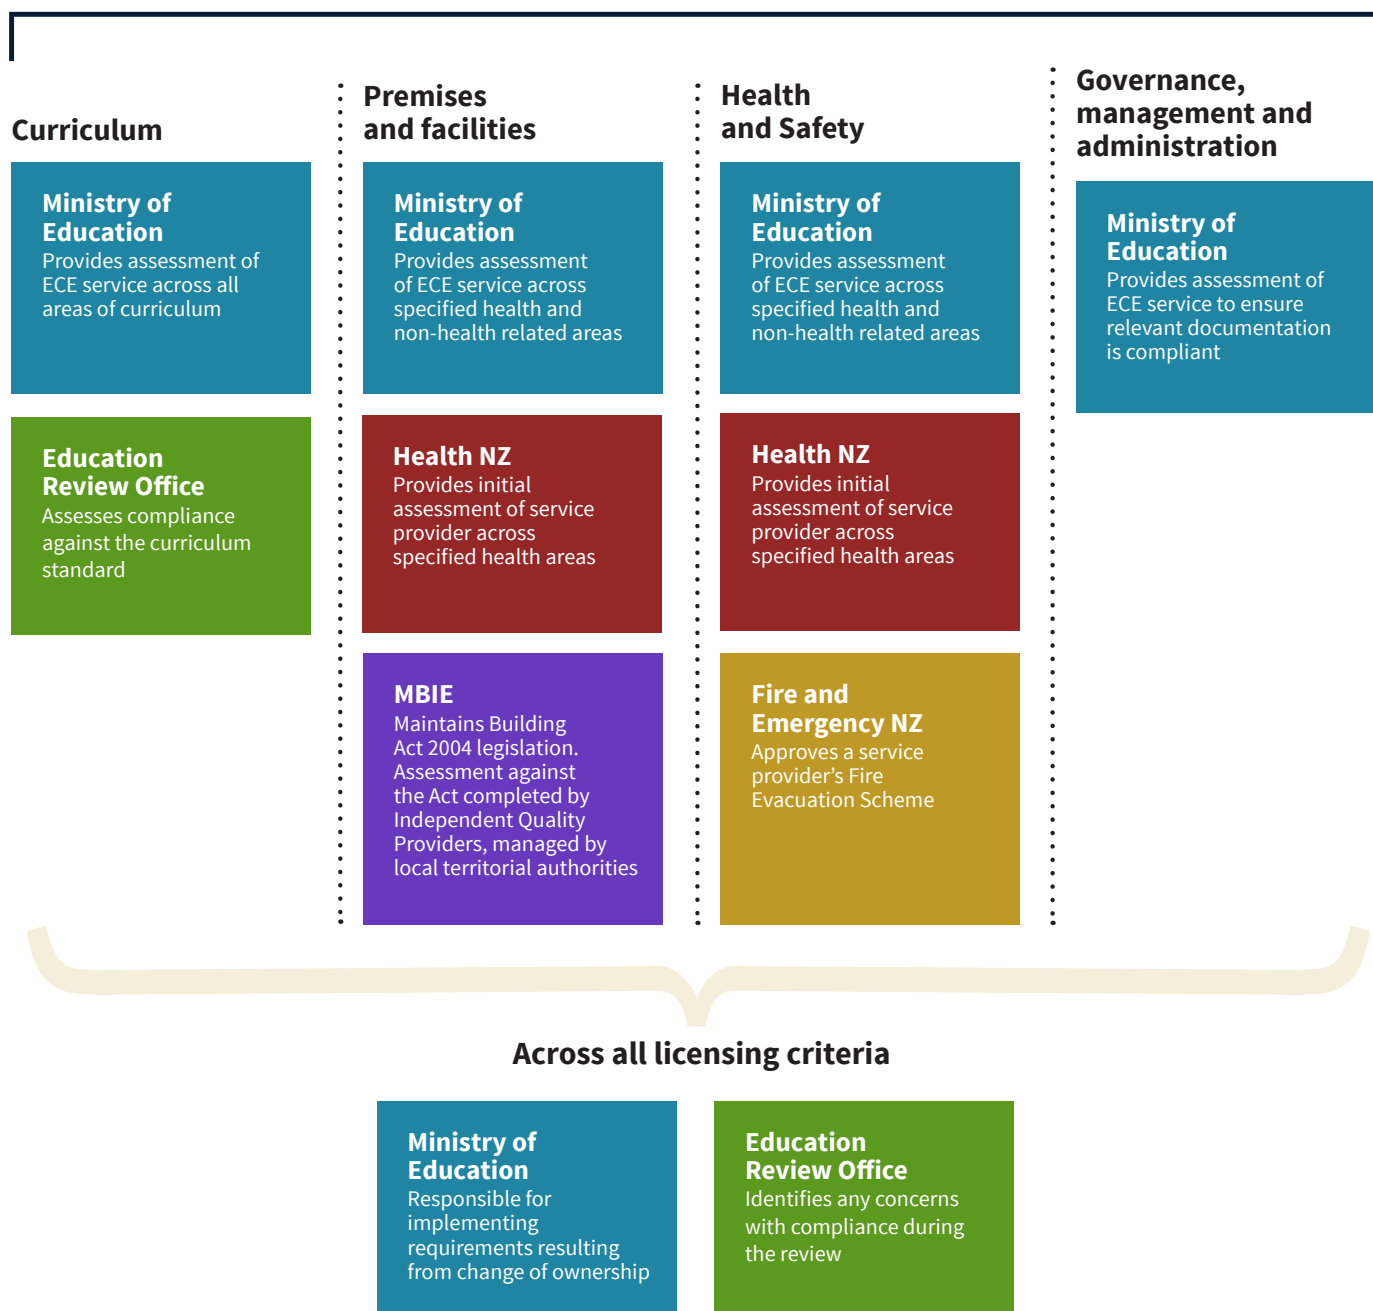 Curriculum
Ministry of
Education
Provides assessment of
ECE service across all
areas of curriculum
Education
Review Office
Assesses compliance
against the curriculum
standard
Premises
and facilities
Ministry of
Education
Provides assessment
of ECE service across
specified health and
non-health related areas
Health NZ
Provides initial
assessment of service
provider across
specified health areas
MBIE
Maintains Building
Act 2004 legislation.
Assessment against
the Act completed by
Independent Quality
Providers, managed by
local territorial authorities
Health
and Safety
Ministry of
Education
Provides assessment
of ECE service across
specified health and
non-health related areas
Health NZ
Provides initial
assessment of service
provider across
specified health areas
Fire and
Emergency NZ
Approves a service
provider’s Fire
Evacuation Scheme
Governance,
management and
administration
Ministry of
Education
Provides assessment of
ECE service to ensure
relevant documentation
is compliant
Across all licensing criteria
Ministry of
Education
Responsible for
implementing
requirements resulting
from change of ownership
Education
Review Office
Identifies any concerns
with compliance during
the review